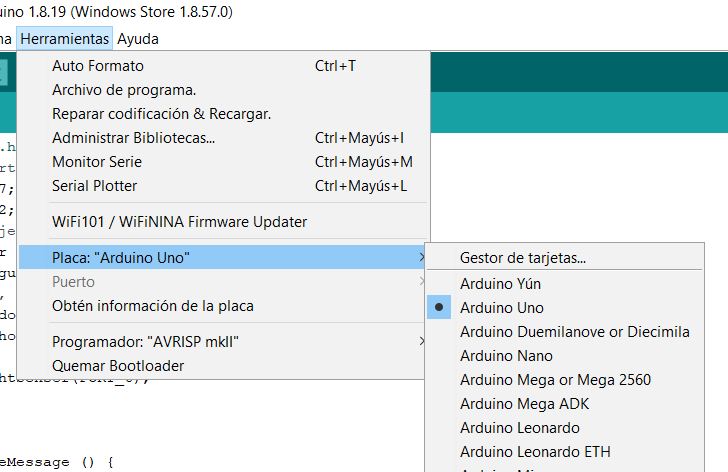 uino 1.8.19 (Windows Store 1.8.57.0)
na Herramientas Ayuda
Auto Formato Ctrl+T
Archivo de programa.
Reparar codificación & Recargar.
Administrar Bibliotecas... Ctrl+Mayús+I
Monitor Serie Ctrl+Mayús+M
Serial Plotter Ctrl+Mayús+L
WiFi101 / WiFiNINA Firmware Updater
Placa: "Arduino Uno"
Puerto
Obtén información de la placa
Programador: "AVRISP mkII"
Quemar Bootloader
Gestor de tarjetas...
Arduino Yún
Arduino Uno
Arduino Duemilanove or Diecimila
Arduino Nano
Arduino Mega or Mega 2560
Arduino Mega ADK
Arduino Leonardo
Arduino Leonardo ETH
.h
rt
7;
2;
je
r
gu
,
do
ho
eMessage () {